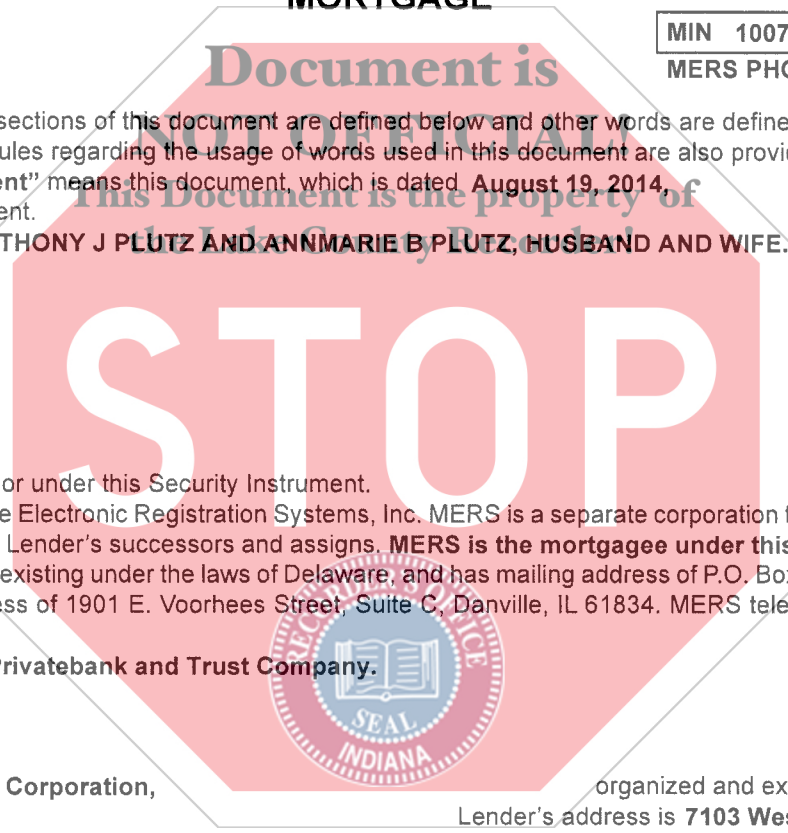 MORTGAGE
MIN 1007
MERS PHO
Document is
NOT OFFICIAL!
This Document is the property of
the Lake County Recorder!
sections of this document are defined below and other words are define
ules regarding the usage of words used in this document are also provi
ent” means this document, which is dated August 19, 2014,
ent.
THONY J PLUTZ AND ANNMARIE B PLUTZ, HUSBAND AND WIFE.
STOP
or under this Security Instrument.
e Electronic Registration Systems, Inc. MERS is a separate corporation
Lender's successors and assigns. MERS is the mortgagee under this
existing under the laws of Delaware, and has mailing address of P.O. Box
ess of 1901 E. Voorhees Street, Suite C, Danville, IL 61834. MERS tele
Privatebank and Trust Company.
RECORDER'S OFFICE
SEAL
INDIANA
Corporation,
organized and ex
Lender's address is 7103 Wes